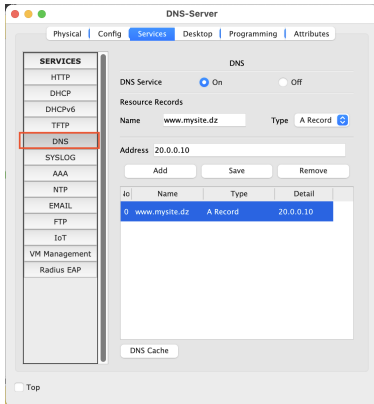 DNS-Server
Physical Config Services Desktop Programming Attributes
SERVICES
HTTP
DHCP
DHCPv6
TFTP
DNS
SYSLOG
AAA
NTP
EMAIL
FTP
IoT
VM Management
Radius EAP
DNS
DNS Service On Off
Resource Records
Name www.mysite.dz Type A Record
Address 20.0.0.10
Add Save Remove
Name Type Detail
0 www.mysite.dz A Record 20.0.0.10
DNS Cache
Top